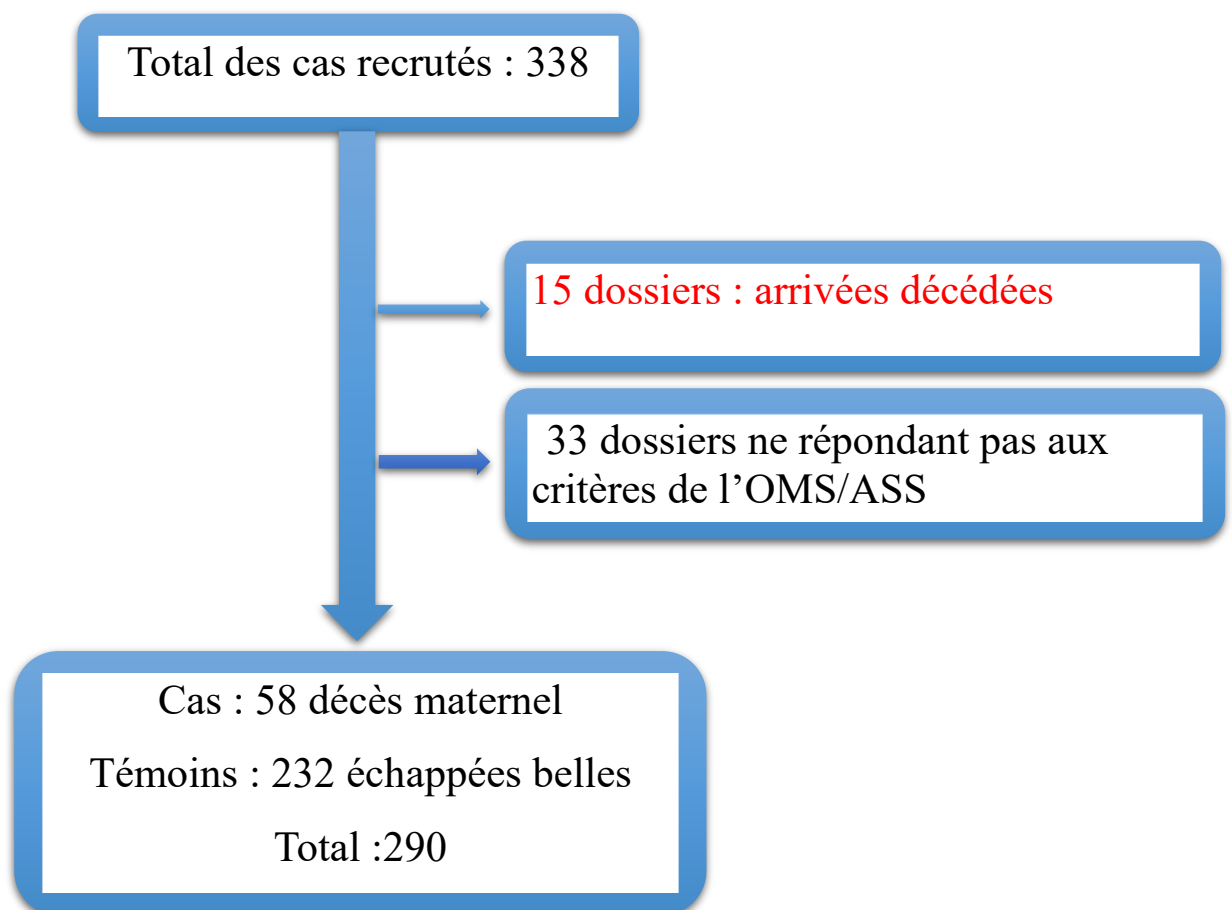 Total des cas recrutés : 338
15 dossiers : arrivées décédées
33 dossiers ne répondant pas aux
critères de l’OMS/ASS
Cas : 58 décès maternel
Témoins : 232 échappées belles
Total :290